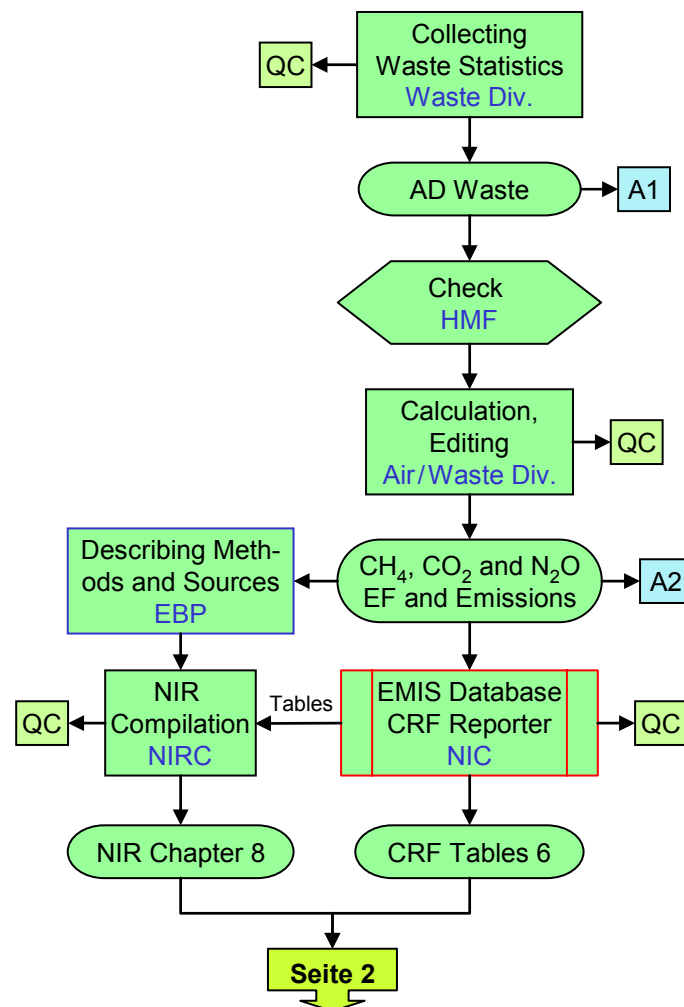 Collecting
Waste Statistics
Waste Div.
QC
AD Waste
A1
Check
HMF
Calculation,
Editing
Air/Waste Div.
QC
Describing Meth-
ods and Sources
EBP
CH₄, CO₂ and N₂O
EF and Emissions
A2
QC
NIR
Compilation
NIRC
Tables
EMIS Database
CRF Reporter
NIC
QC
NIR Chapter 8
CRF Tables 6
Seite 2